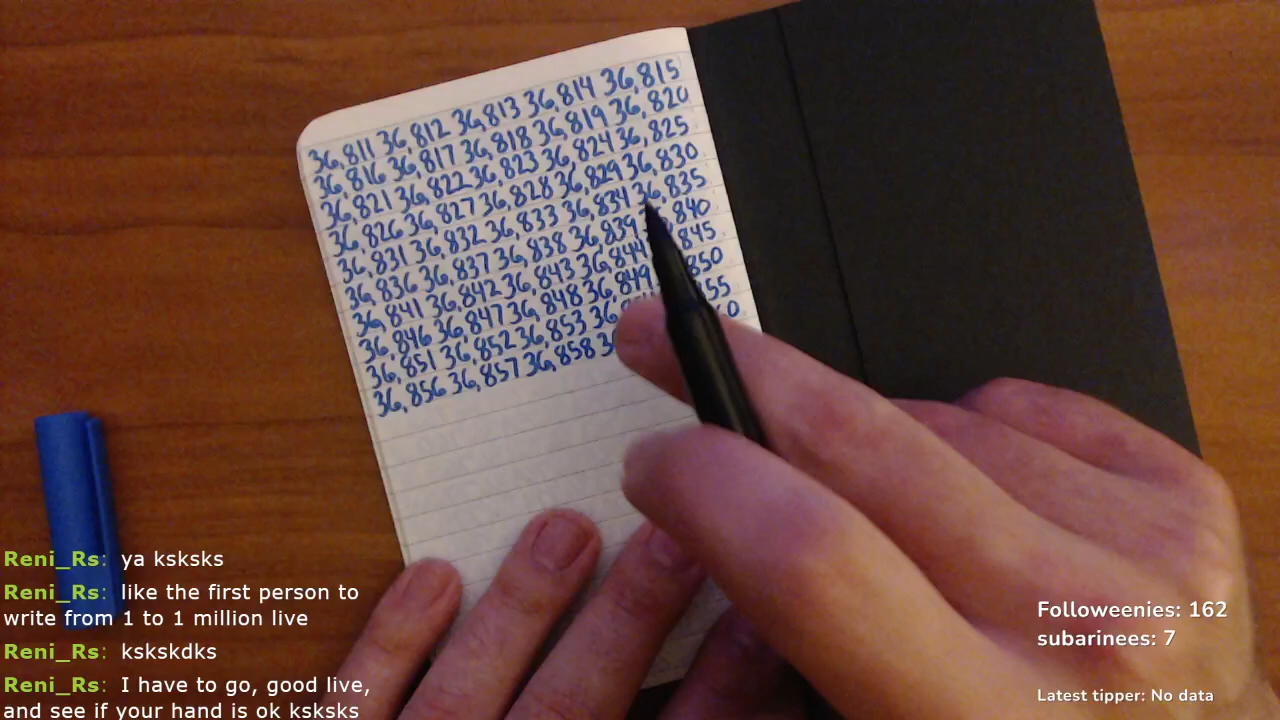 36,811 36,812 36,813 36,814 36,815
36,816 36,817 36,818 36,819 36,820
36,821 36,822 36,823 36,824 36,825
36,826 36,827 36,828 36,829 36,830
36,831 36,832 36,833 36,834 36,835
36,836 36,837 36,838 36,839 840
36,841 36,842 36,843 36,844 845
36,846 36,847 36,848 36,849 850
36,851 36,852 36,853 55
36,856 36,857 36,858 60
Reni_Rs: ya ksksks
Reni_Rs: like the first person to
write from 1 to 1 million live
Reni_Rs: kskskdks
Reni_Rs: I have to go, good live,
and see if your hand is ok ksksks
Followeenies: 162
subarinees: 7
Latest tipper: No data